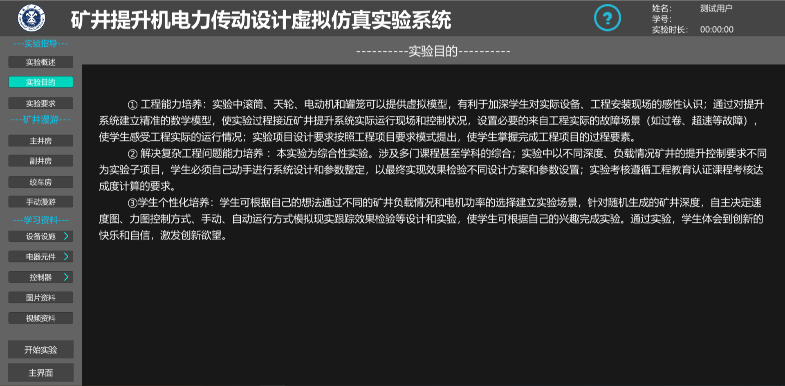 矿井提升机电力传动设计虚拟仿真实验系统
?
姓名： 测试用户
学号：
实验时长： 00:00:00
---实验指导---
实验概述
实验目的
实验要求
---矿井漫游---
主井房
副井房
绞车房
手动漫游
---学习资料---
设备设施
电器元件
控制器
图片资料
视频资料
开始实验
主界面
----------实验目的----------
① 工程能力培养：实验中滚筒、天轮、电动机和罐笼可以提供虚拟模型，有利于加深学生对实际设备、工程安装现场的感性认识；通过对提升
系统建立精准的数学模型，使实验过程接近矿井提升系统实际运行现场和控制状况，设置必要的来自工程实际的故障场景（如过卷、超速等故障），
使学生感受工程实际的运行情况；实验项目设计要求按照工程项目要求模式提出，使学生掌握完成工程项目的过程要素。
② 解决复杂工程问题能力培养 ：本实验为综合性实验。涉及多门课程甚至学科的综合；实验中以不同深度、负载情况矿井的提升控制要求不同
为实验子项目，学生必须自己动手进行系统设计和参数整定，以最终实现效果检验不同设计方案和参数设置；实验考核遵循工程教育认证课程考核达
成度计算的要求。
③学生个性化培养：学生可根据自己的想法通过不同的矿井负载情况和电机功率的选择建立实验场景，针对随机生成的矿井深度，自主决定速
度图、力图控制方式、手动、自动运行方式模拟现实跟踪效果检验等设计和实验，使学生可根据自己的兴趣完成实验。通过实验，学生体会到创新的
快乐和自信，激发创新欲望。